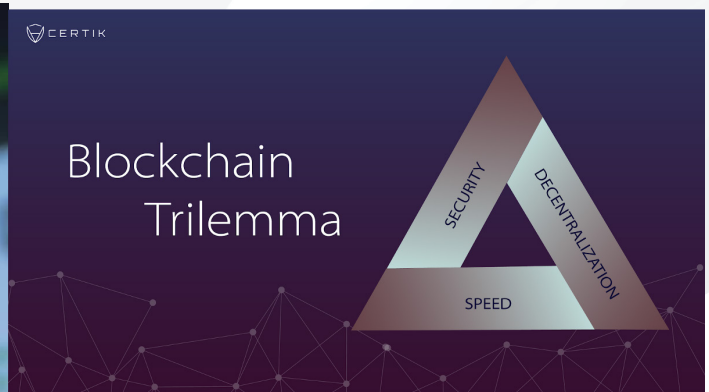 CERTIK
Blockchain
Trilemma
SECURITY
DECENTRALIZATION
SPEED